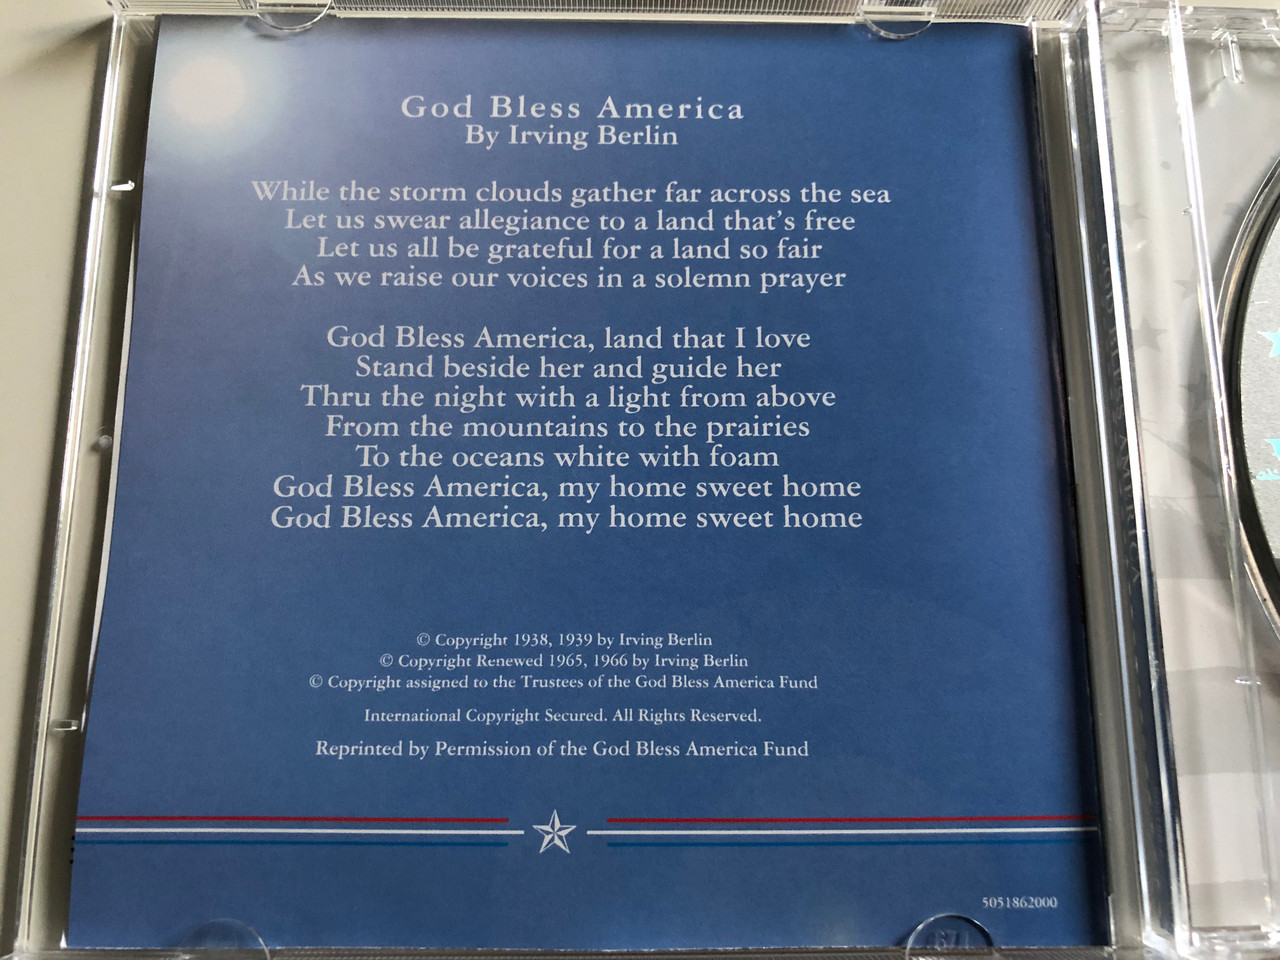 God Bless America
By Irving Berlin
While the storm clouds gather far across the sea
Let us swear allegiance to a land that's free
Let us all be grateful for a land so fair
As we raise our voices in a solemn prayer
God Bless America, land that I love
Stand beside her and guide her
Thru the night with a light from above
From the mountains to the prairies
To the oceans white with foam
God Bless America, my home sweet home
God Bless America, my home sweet home
© Copyright 1938, 1939 by Irving Berlin
© Copyright Renewed 1965, 1966 by Irving Berlin
© Copyright assigned to the Trustees of the God Bless America Fund
International Copyright Secured. All Rights Reserved.
Reprinted by Permission of the God Bless America Fund
5051862000